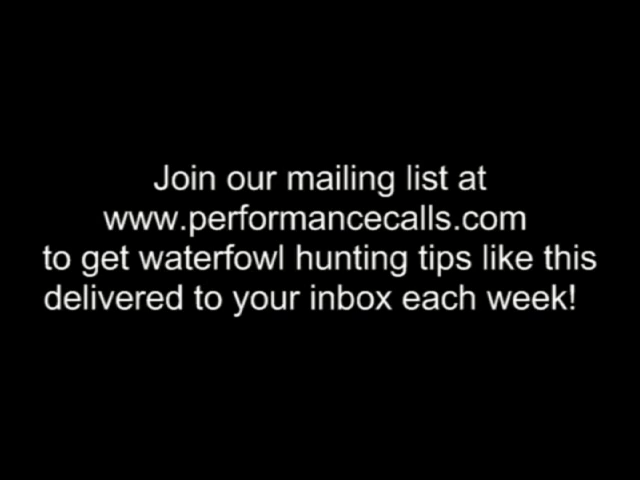 Join our mailing list at
www.performancecalls.com
to get waterfowl hunting tips like this
delivered to your inbox each week!